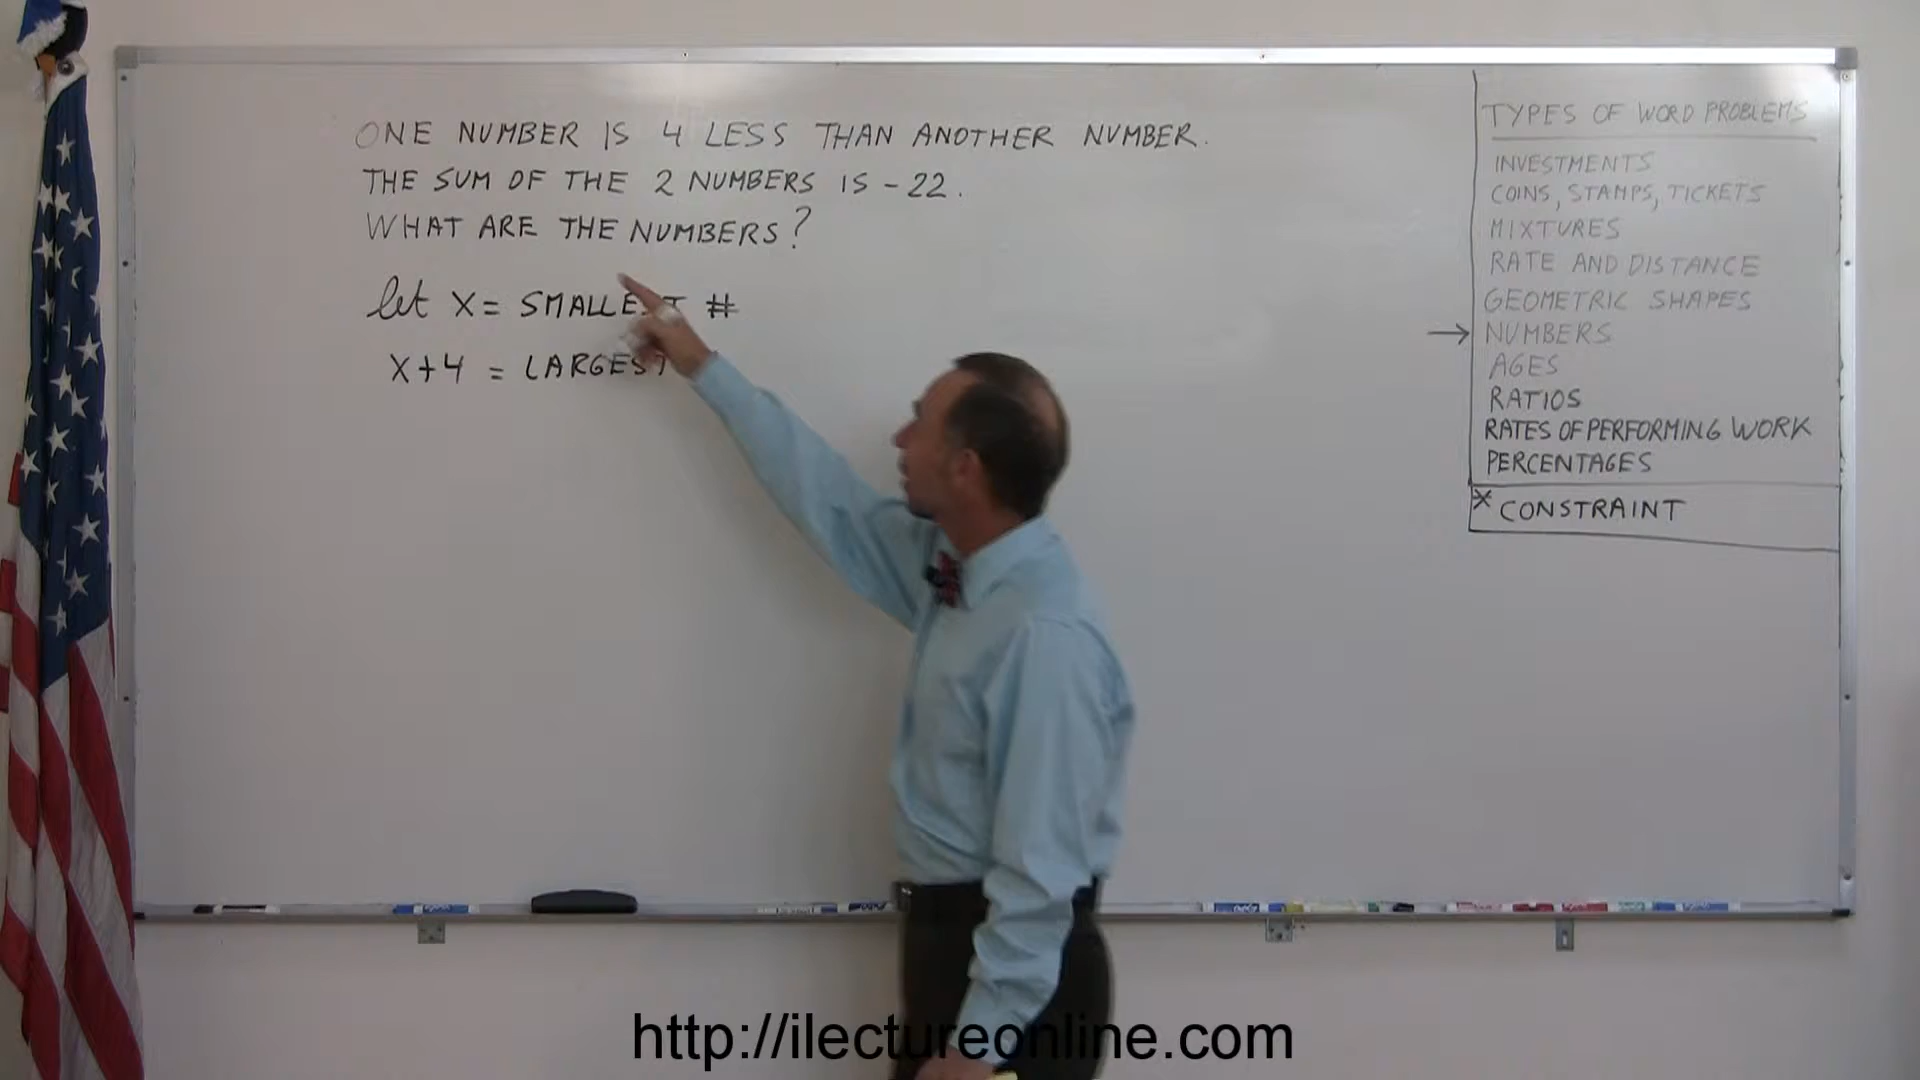 ONE NUMBER IS 4 LESS THAN ANOTHER NUMBER.
THE SUM OF THE 2 NUMBERS IS -22.
WHAT ARE THE NUMBERS?
let X = SMALLEST #
X+4 = LARGEST
TYPES OF WORD PROBLEMS
INVESTMENTS
COINS, STAMPS, TICKETS
MIXTURES
RATE AND DISTANCE
GEOMETRIC SHAPES
→ NUMBERS
AGES
RATIOS
RATES OF PERFORMING WORK
PERCENTAGES
* CONSTRAINT
http://ilectureonline.com